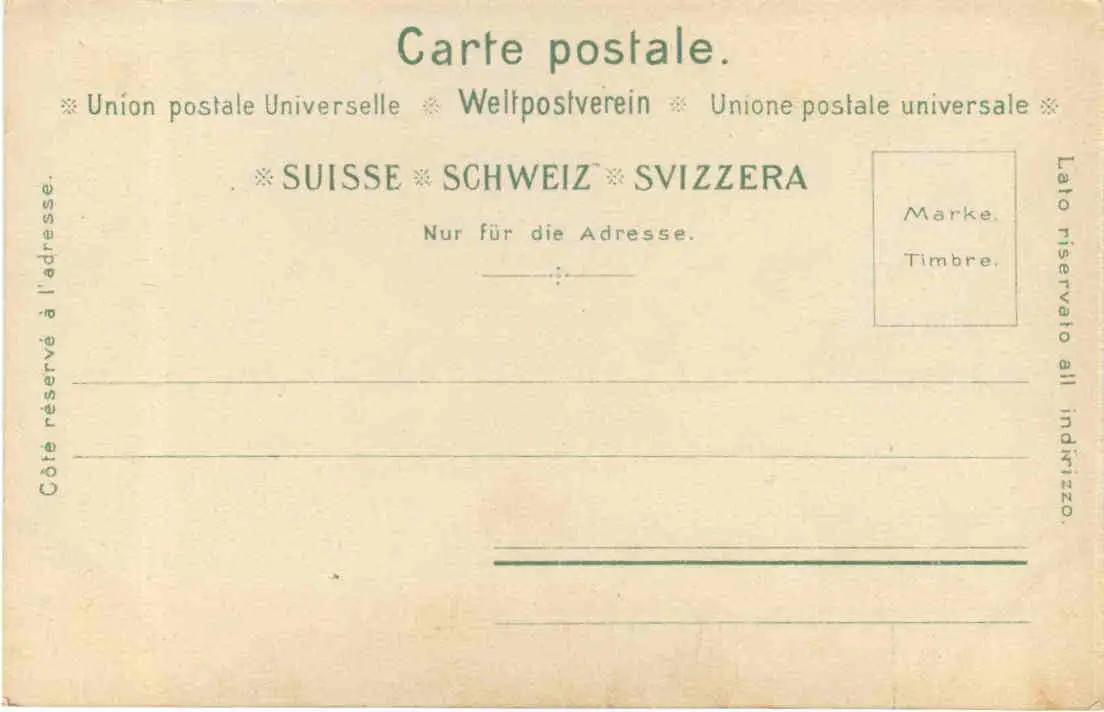 Carte postale.
※ Union postale Universelle ※ Weltpostverein ※ Unione postale universale ※
※ SUISSE ※ SCHWEIZ ※ SVIZZERA
Nur für die Adresse.
Marke.
Timbre.
Côté réservé à l'adresse.
Lato riservato all indirizzo.